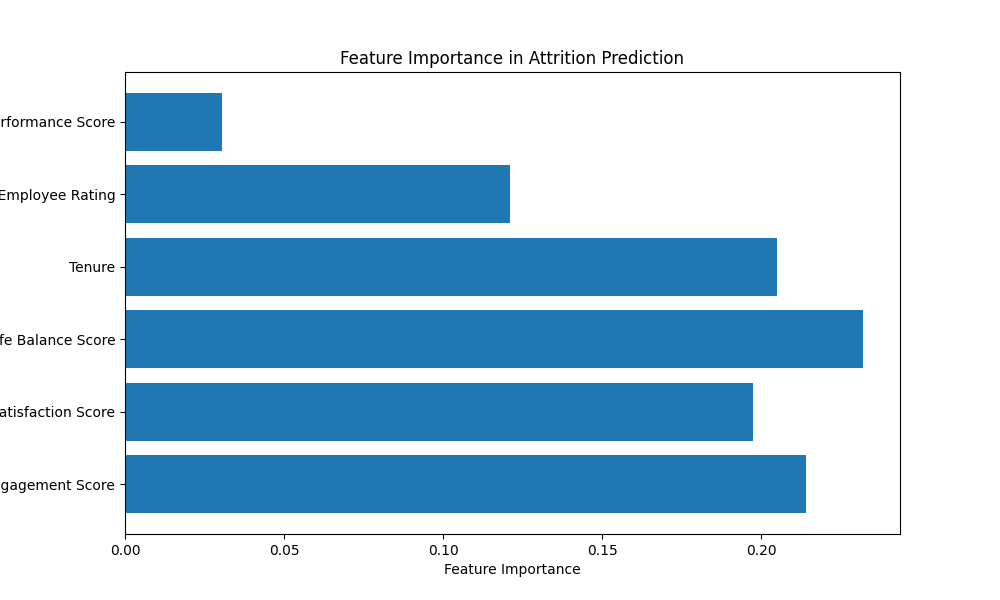 Feature Importance in Attrition Prediction
rformance Score
Employee Rating
Tenure
fe Balance Score
atisfaction Score
gagement Score
0.00 0.05 0.10 0.15 0.20
Feature Importance